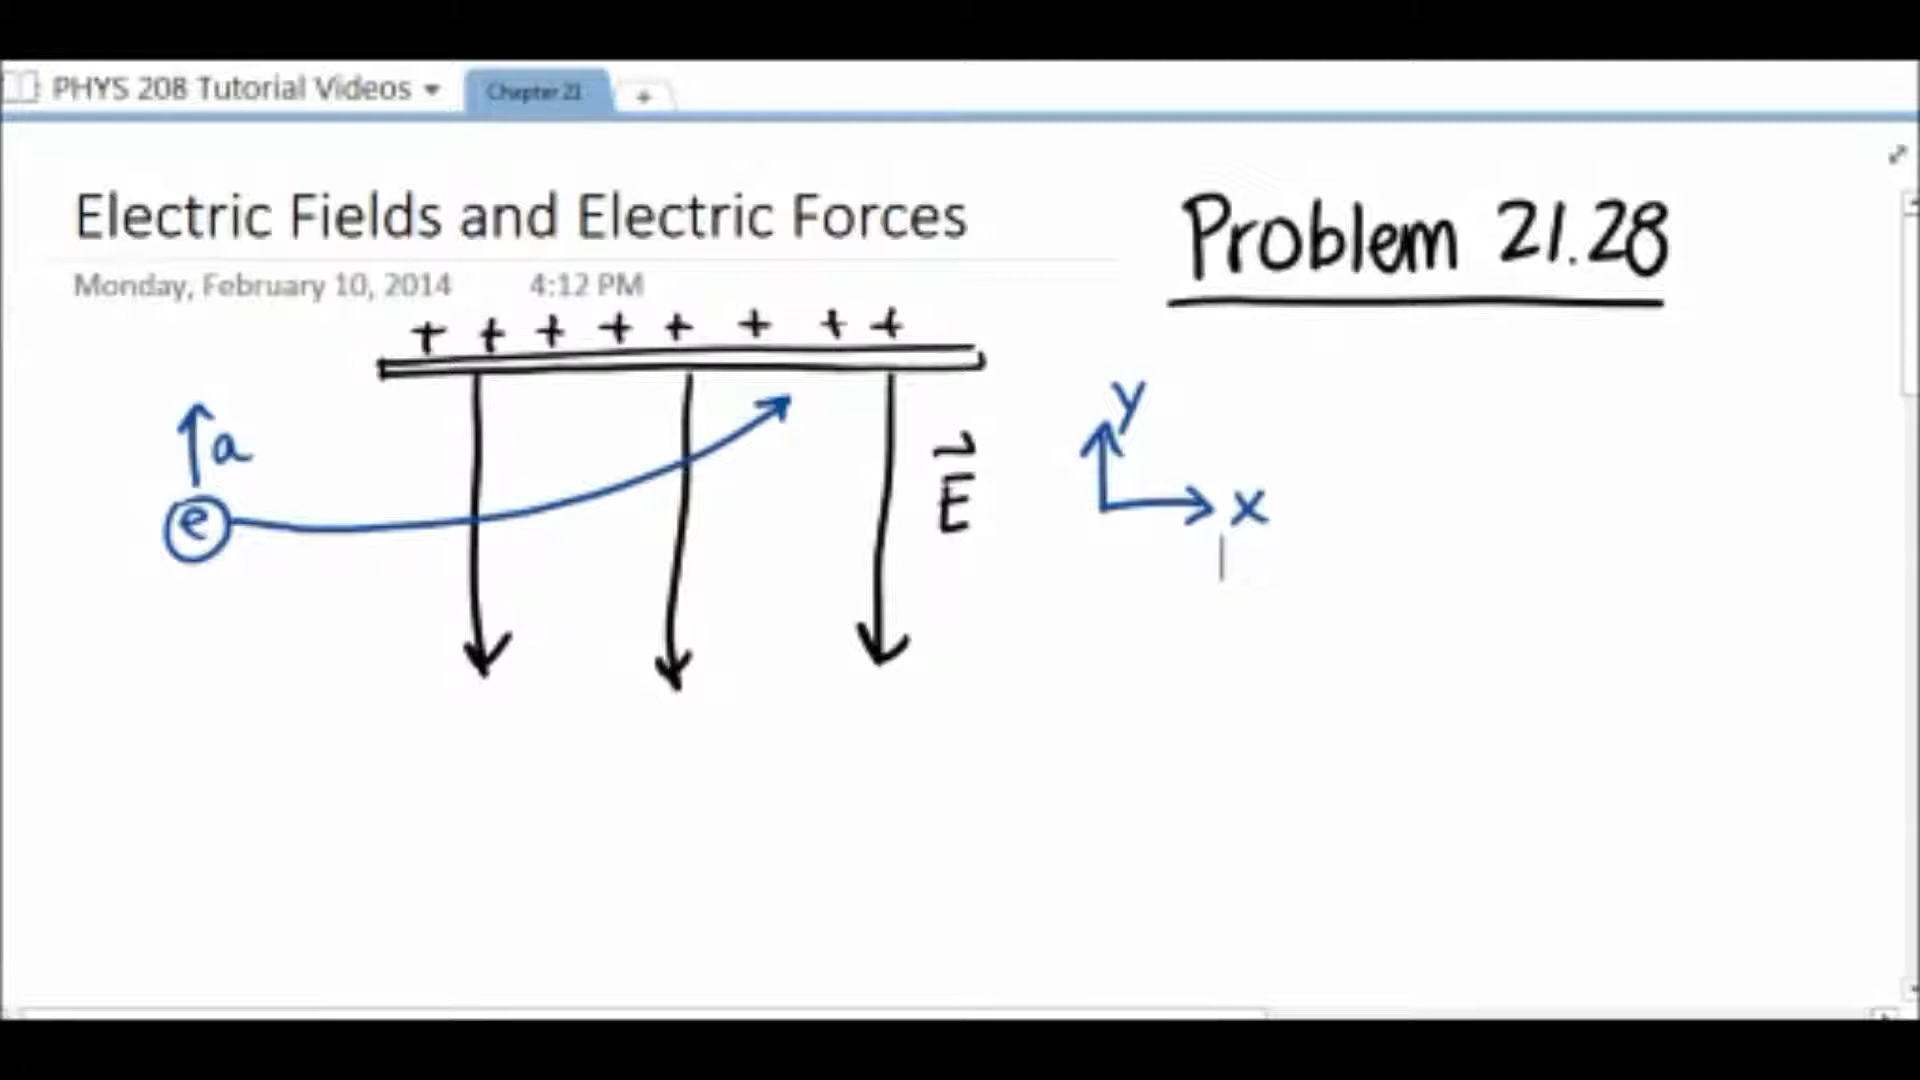 PHYS 208 Tutorial Videos
Chapter 21
+
Electric Fields and Electric Forces
Problem 21.28
Monday, February 10, 2014 4:12 PM
+ + + + + + + +
a
e
E
y
x